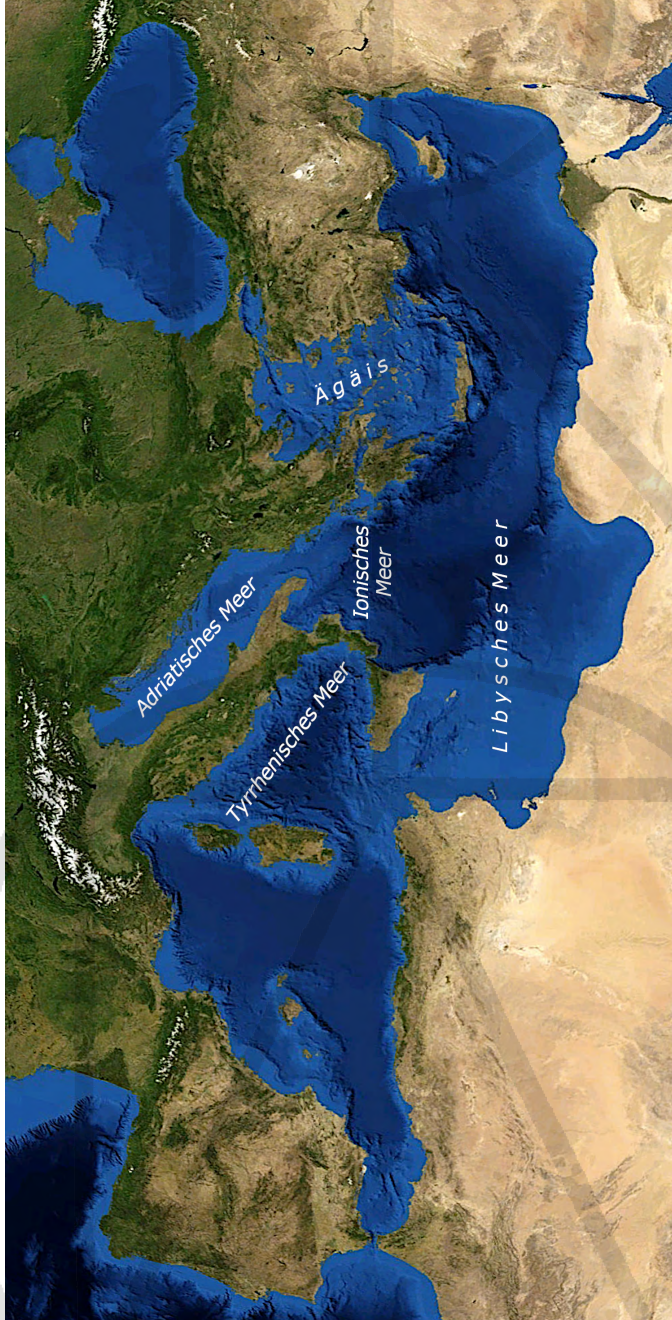 Ägäis
Ionisches
Meer
Adriatisches Meer
Libysches Meer
Tyrrhenisches Meer